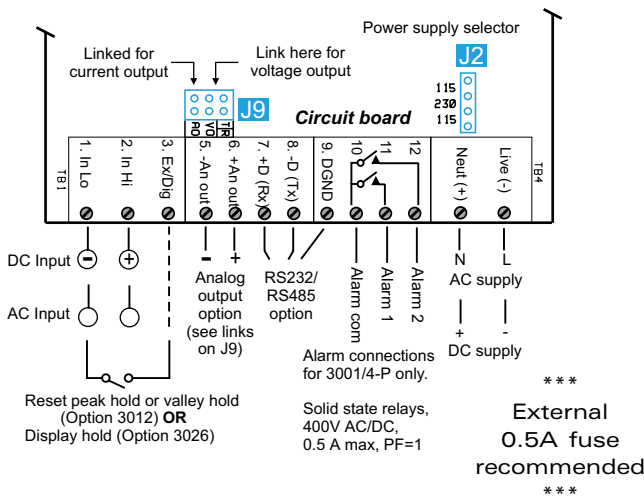 Power supply selector
Linked for
current output
Link here for
voltage output
J2
J9
115
230
115
AO
VO
TR
Circuit board
TB1
1. In Lo
2. In Hi
3. Ex/Dig
5. -An out
6. +An out
7. +D (Rx)
8. -D (Tx)
9. DGND
10
11
12
Neut (+)
Live (-)
TB4
DC Input
-
+
AC Input
-
+
Analog
output
option
(see links
on J9)
RS232/
RS485
option
Alarm com
Alarm 1
Alarm 2
N
L
AC supply
+
-
DC supply
Reset peak hold or valley hold
(Option 3012) OR
Display hold (Option 3026)
Alarm connections
for 3001/4-P only.
Solid state relays,
400V AC/DC,
0.5 A max, PF=1
***
External
0.5A fuse
recommended
***